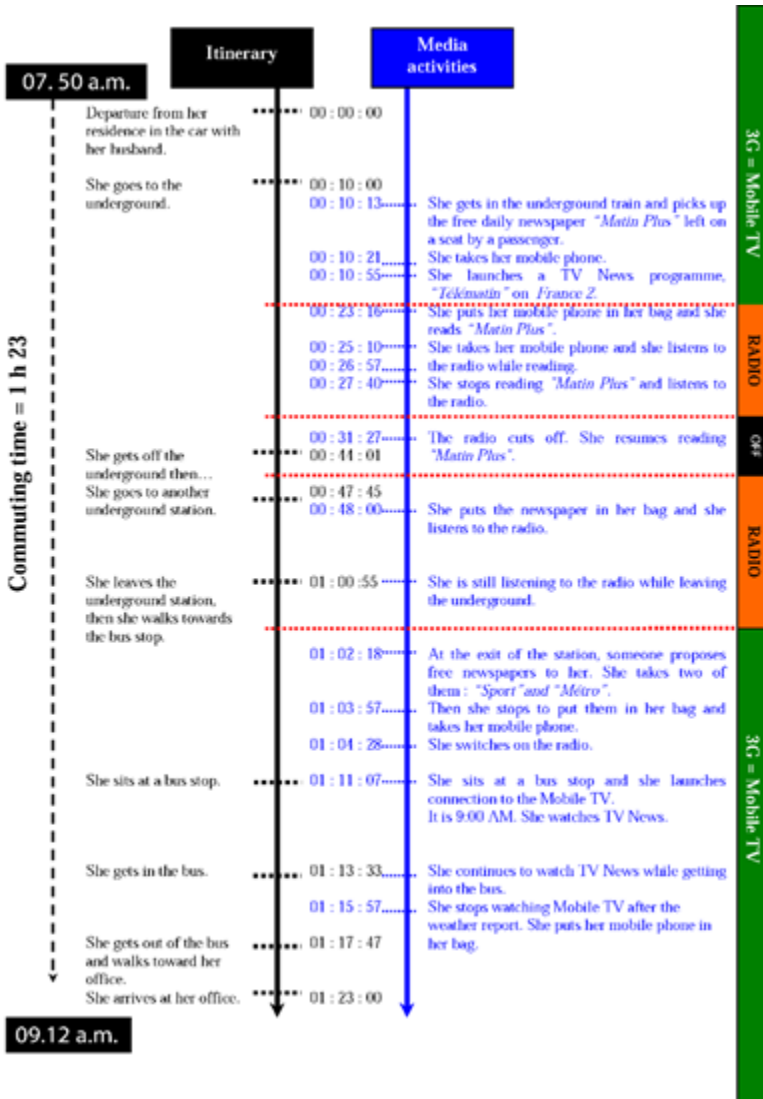 Itinerary
Media
activities
07. 50 a.m.
Departure from her
residence in the car with
her husband.
00 : 00 : 00
She goes to the
underground.
00 : 10 : 00
00 : 10 : 13
She gets in the underground train and picks up
the free daily newspaper “Matin Plus” left on
a seat by a passenger.
00 : 10 : 21
She takes her mobile phone.
00 : 10 : 55
She launches a TV News programme,
“Télématin” on France 2.
3G = Mobile TV
00 : 23 : 16
She puts her mobile phone in her bag and she
reads “Matin Plus”.
00 : 25 : 10
She takes her mobile phone and she listens to
00 : 26 : 57
the radio while reading.
00 : 27 : 40
She stops reading “Matin Plus” and listens to
the radio.
RADIO
Commuting time = 1 h 23
00 : 31 : 27
The radio cuts off. She resumes reading
“Matin Plus”.
She gets off the
underground then…
00 : 44 : 01
OFF
She goes to another
underground station.
00 : 47 : 45
00 : 48 : 00
She puts the newspaper in her bag and she
listens to the radio.
RADIO
She leaves the
underground station,
then she walks towards
the bus stop.
01 : 00 :55
She is still listening to the radio while leaving
the underground.
01 : 02 : 18
At the exit of the station, someone proposes
free newspapers to her. She takes two of
them : “Sport”and “Métro”.
01 : 03 : 57
Then she stops to put them in her bag and
takes her mobile phone.
01 : 04 : 28
She switches on the radio.
She sits at a bus stop.
01 : 11 : 07
She sits at a bus stop and she launches
connection to the Mobile TV.
It is 9:00 AM. She watches TV News.
3G = Mobile TV
She gets in the bus.
01 : 13 : 33
She continues to watch TV News while getting
into the bus.
01 : 15 : 57
She stops watching Mobile TV after the
weather report. She puts her mobile phone in
her bag.
She gets out of the bus
and walks toward her
office.
01 : 17 : 47
She arrives at her office.
01 : 23 : 00
09.12 a.m.